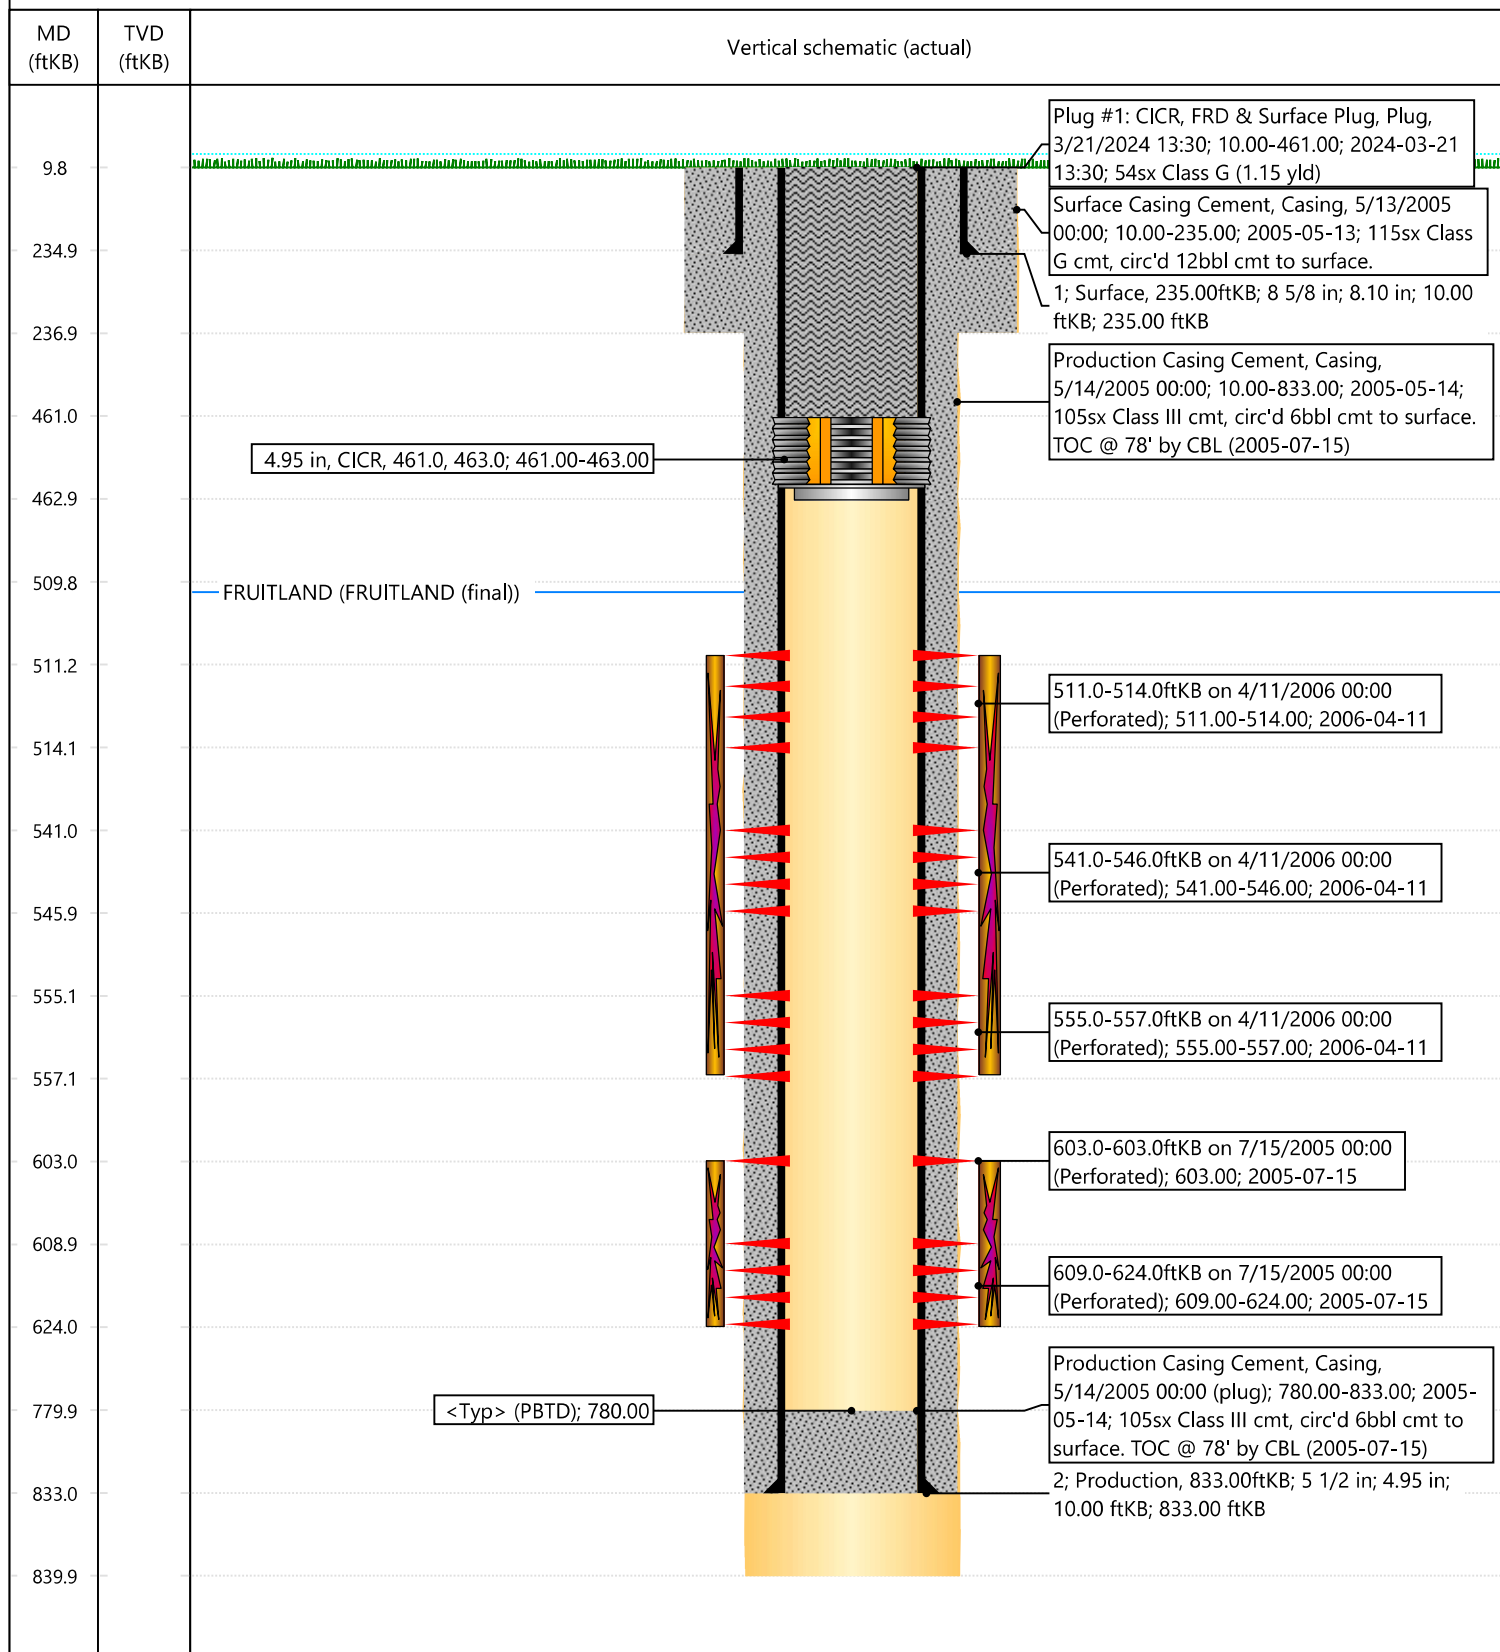 MD
(ftKB)
TVD
(ftKB)
Vertical schematic (actual)
9.8
234.9
236.9
461.0
462.9
509.8
511.2
514.1
541.0
545.9
555.1
557.1
603.0
608.9
624.0
779.9
833.0
839.9
Plug #1: CICR, FRD & Surface Plug, Plug,
3/21/2024 13:30; 10.00-461.00; 2024-03-21
13:30; 54sx Class G (1.15 yld)
Surface Casing Cement, Casing, 5/13/2005
00:00; 10.00-235.00; 2005-05-13; 115sx Class
G cmt, circ'd 12bbl cmt to surface.
1; Surface, 235.00ftKB; 8 5/8 in; 8.10 in; 10.00
ftKB; 235.00 ftKB
Production Casing Cement, Casing,
5/14/2005 00:00; 10.00-833.00; 2005-05-14;
105sx Class III cmt, circ'd 6bbl cmt to surface.
TOC @ 78' by CBL (2005-07-15)
4.95 in, CICR, 461.0, 463.0; 461.00-463.00
FRUITLAND (FRUITLAND (final))
511.0-514.0ftKB on 4/11/2006 00:00
(Perforated); 511.00-514.00; 2006-04-11
541.0-546.0ftKB on 4/11/2006 00:00
(Perforated); 541.00-546.00; 2006-04-11
555.0-557.0ftKB on 4/11/2006 00:00
(Perforated); 555.00-557.00; 2006-04-11
603.0-603.0ftKB on 7/15/2005 00:00
(Perforated); 603.00; 2005-07-15
609.0-624.0ftKB on 7/15/2005 00:00
(Perforated); 609.00-624.00; 2005-07-15
Production Casing Cement, Casing,
5/14/2005 00:00 (plug); 780.00-833.00; 2005-
05-14; 105sx Class III cmt, circ'd 6bbl cmt to
surface. TOC @ 78' by CBL (2005-07-15)
<Typ> (PBTD); 780.00
2; Production, 833.00ftKB; 5 1/2 in; 4.95 in;
10.00 ftKB; 833.00 ftKB